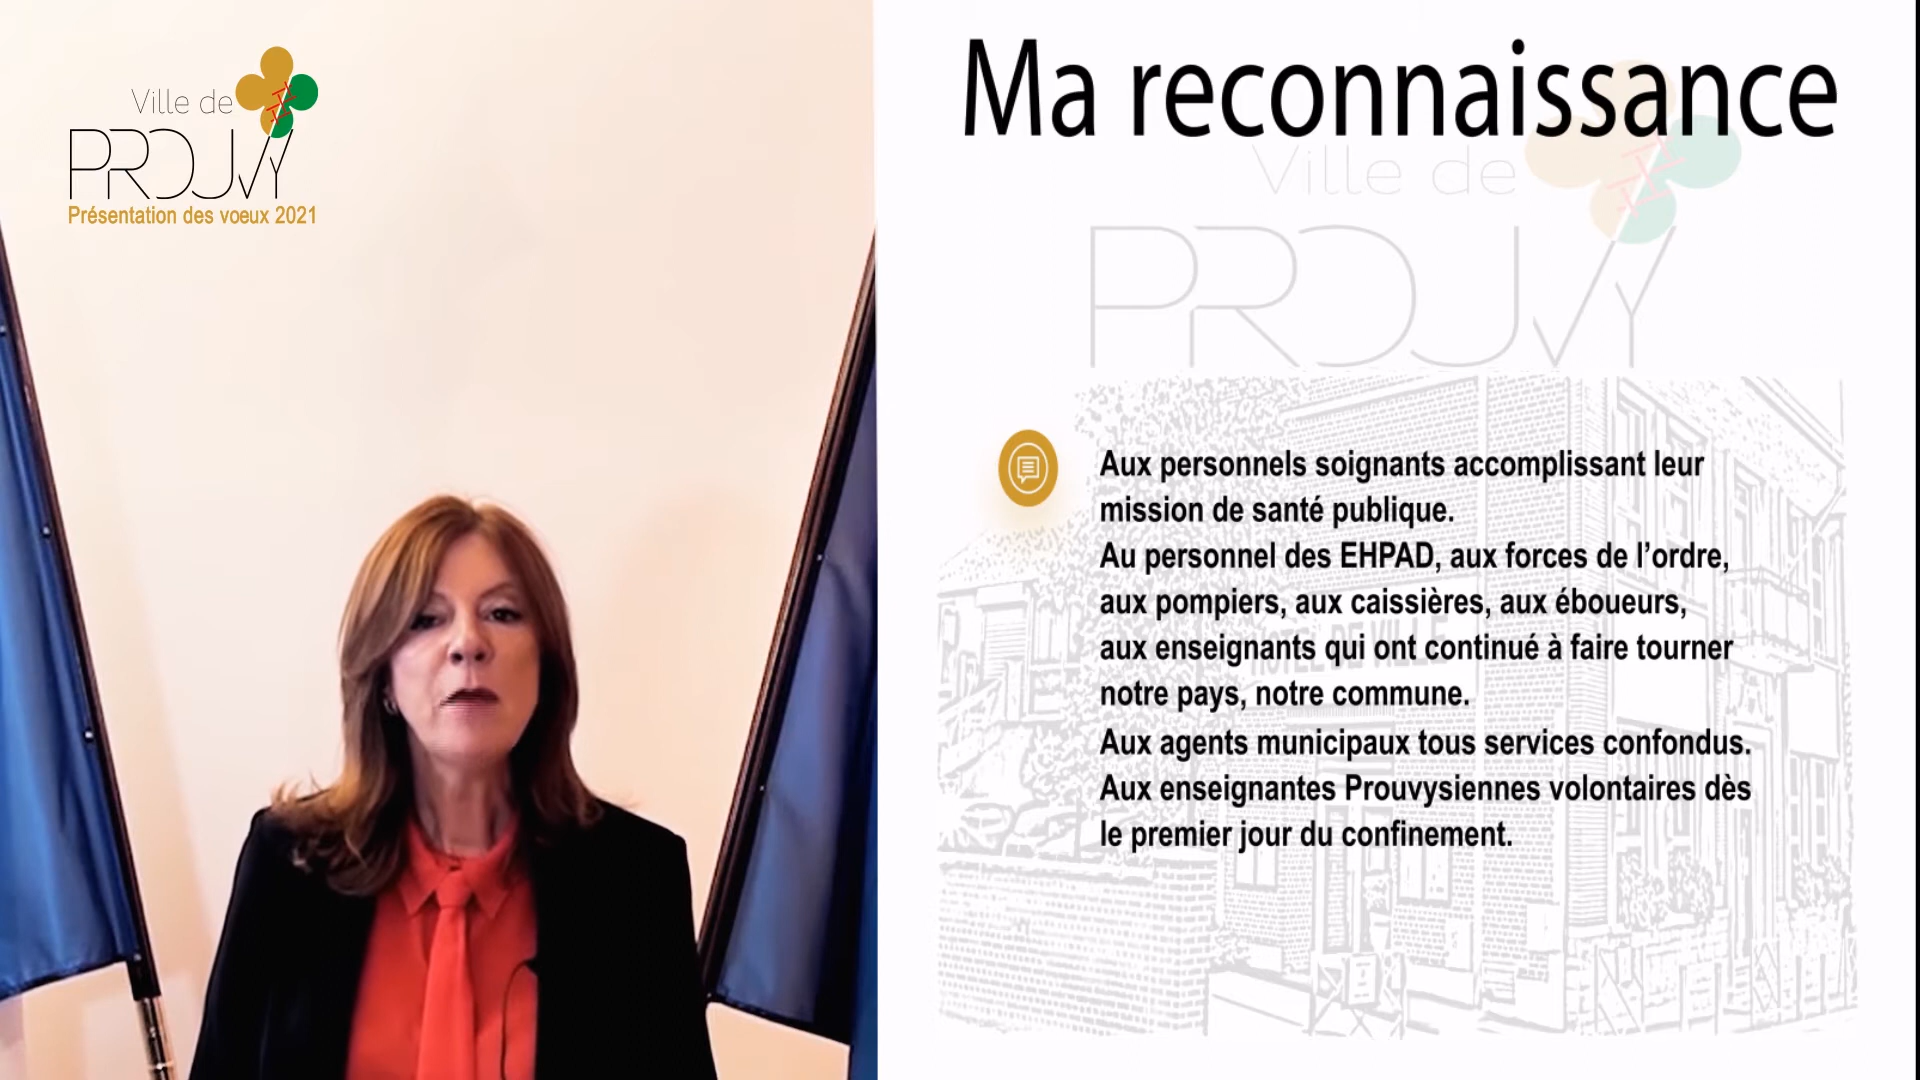 Ville de
PROUVY
Présentation des voeux 2021
Ma reconnaissance
Ville de
PROUVY
Aux personnels soignants accomplissant leur
mission de santé publique.
Au personnel des EHPAD, aux forces de l’ordre,
aux pompiers, aux caissières, aux éboueurs,
aux enseignants qui ont continué à faire tourner
notre pays, notre commune.
Aux agents municipaux tous services confondus.
Aux enseignantes Prouvysiennes volontaires dès
le premier jour du confinement.